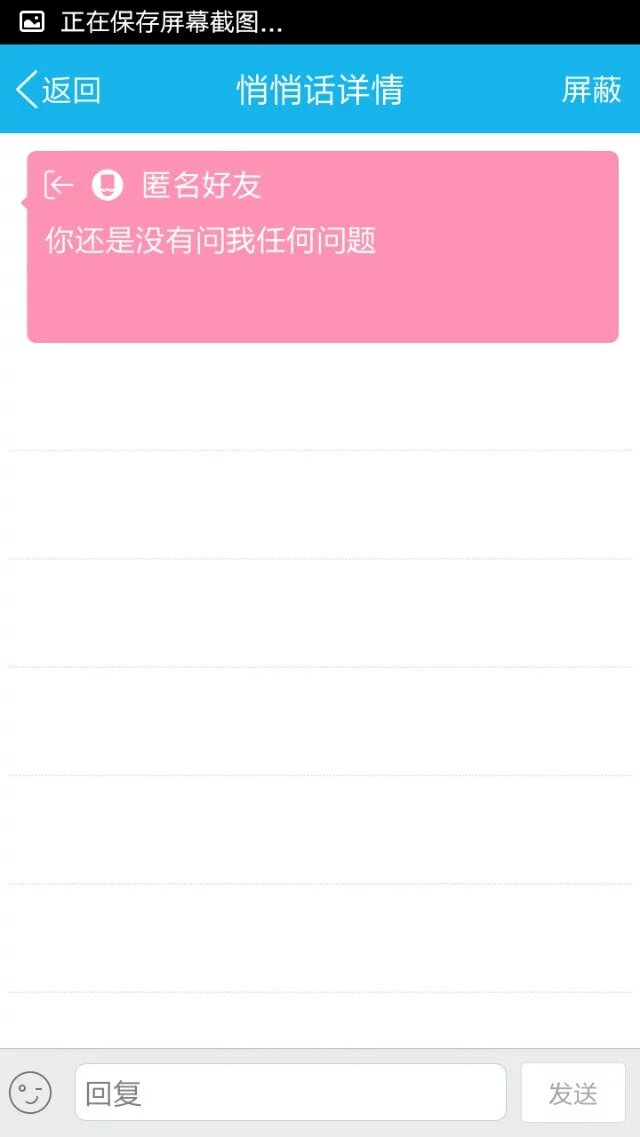 正在保存屏幕截图...
返回
悄悄话详情
屏蔽
匿名好友
你还是没有问我任何问题
回复
发送